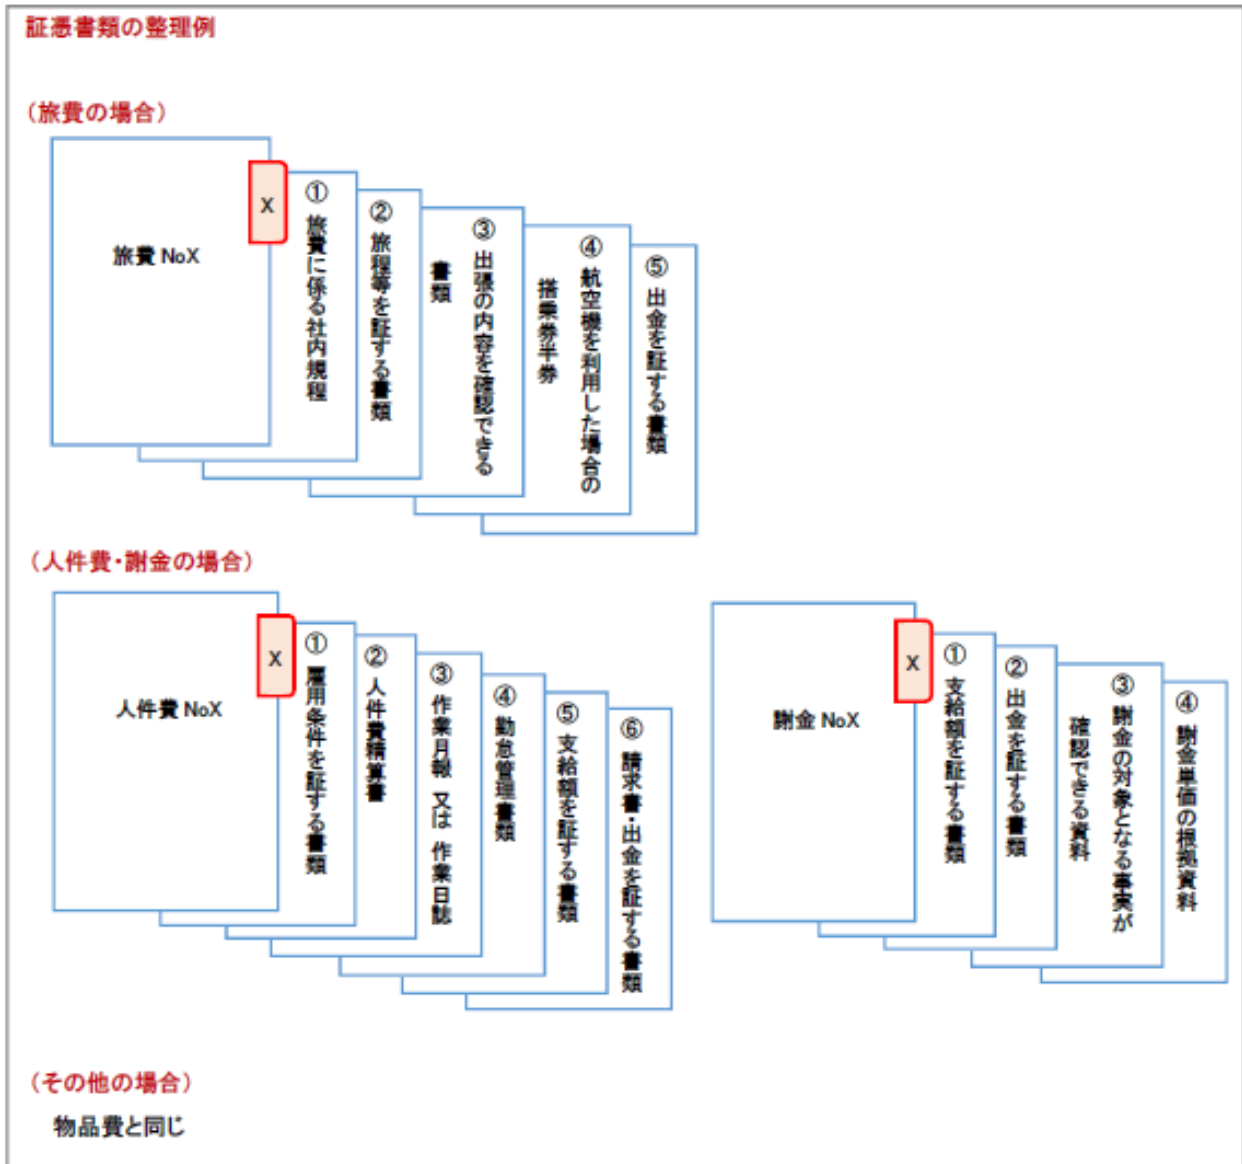 証憑書類の整理例
（旅費の場合）
旅費 NoX
X
① 旅費に係る社内規程
② 旅程等を証する書類
③ 出張の内容を確認できる
書類
④ 航空機を利用した場合の
搭乗券半券
⑤ 出金を証する書類
（人件費・謝金の場合）
人件費 NoX
X
① 雇用条件を証する書類
② 人件費精算書
③ 作業月報 又は 作業日誌
④ 勤怠管理書類
⑤ 支給額を証する書類
⑥ 請求書・出金を証する書類
謝金 NoX
X
① 支給額を証する書類
② 出金を証する書類
③ 謝金の対象となる事実が
確認できる資料
④ 謝金単価の根拠資料
（その他の場合）
物品費と同じ